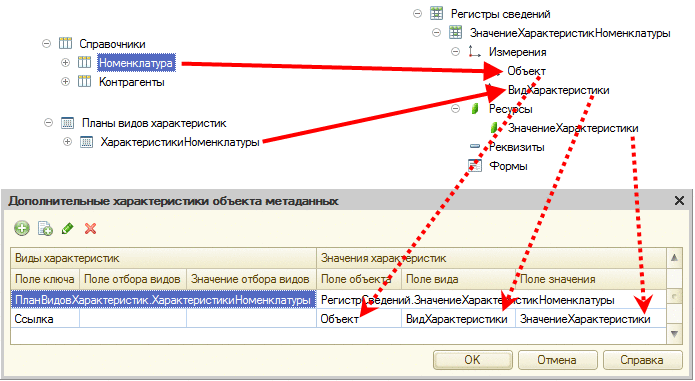 Справочники
Номенклатура
Контрагенты
Планы видов характеристик
ХарактеристикиНоменклатуры
Регистры сведений
ЗначениеХарактеристикНоменклатуры
Измерения
Объект
ВидХарактеристики
Ресурсы
ЗначениеХарактеристики
Реквизиты
Формы
Дополнительные характеристики объекта метаданных
Виды характеристик Значения характеристик
Поле ключа Поле отбора видов Значение отбора видов Поле объекта Поле вида Поле значения
ПланВидовХарактеристик.ХарактеристикиНоменклатуры РегистрСведений.ЗначениеХарактеристикНоменклатуры
Ссылка Объект ВидХарактеристики ЗначениеХарактеристики
OK Отмена Справка